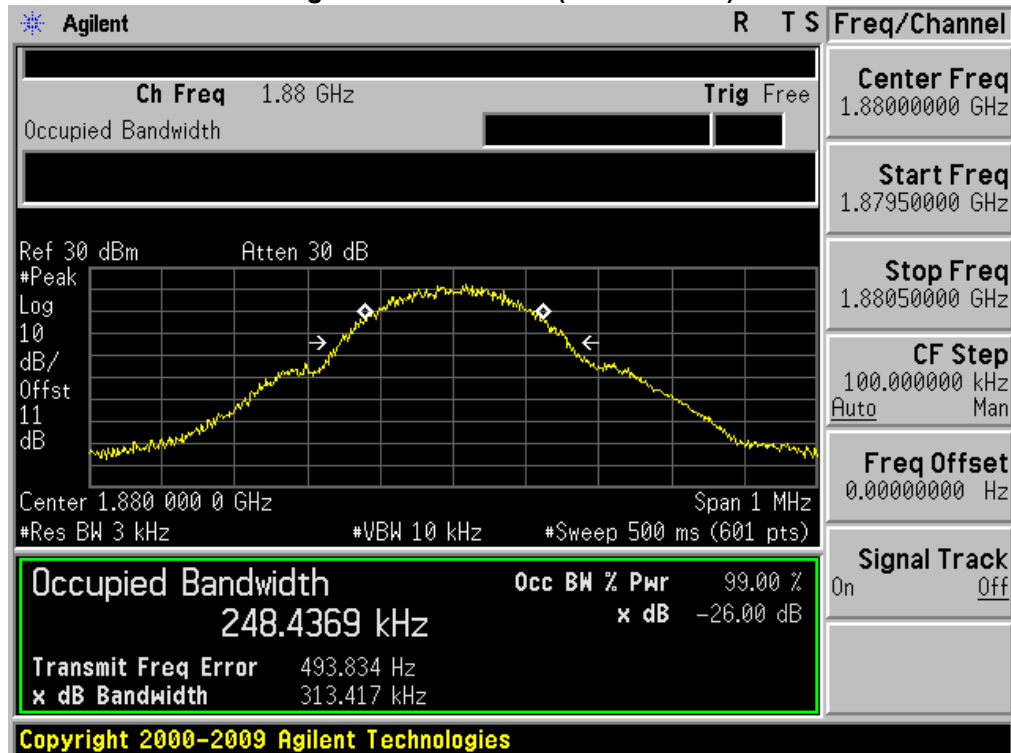 Agilent R T S Freq/Channel
Ch Freq 1.88 GHz Trig Free
Occupied Bandwidth
Center Freq
1.88000000 GHz
Start Freq
1.87950000 GHz
Stop Freq
1.88050000 GHz
CF Step
100.000000 kHz
Auto Man
Freq Offset
0.00000000 Hz
Signal Track
On Off
Ref 30 dBm Atten 30 dB
#Peak
Log
10
dB/
Offst
11
dB
Center 1.880 000 0 GHz Span 1 MHz
#Res BW 3 kHz #VBW 10 kHz #Sweep 500 ms (601 pts)
Occupied Bandwidth Occ BW % Pwr 99.00 %
248.4369 kHz x dB -26.00 dB
Transmit Freq Error 493.834 Hz
x dB Bandwidth 313.417 kHz
Copyright 2000-2009 Agilent Technologies